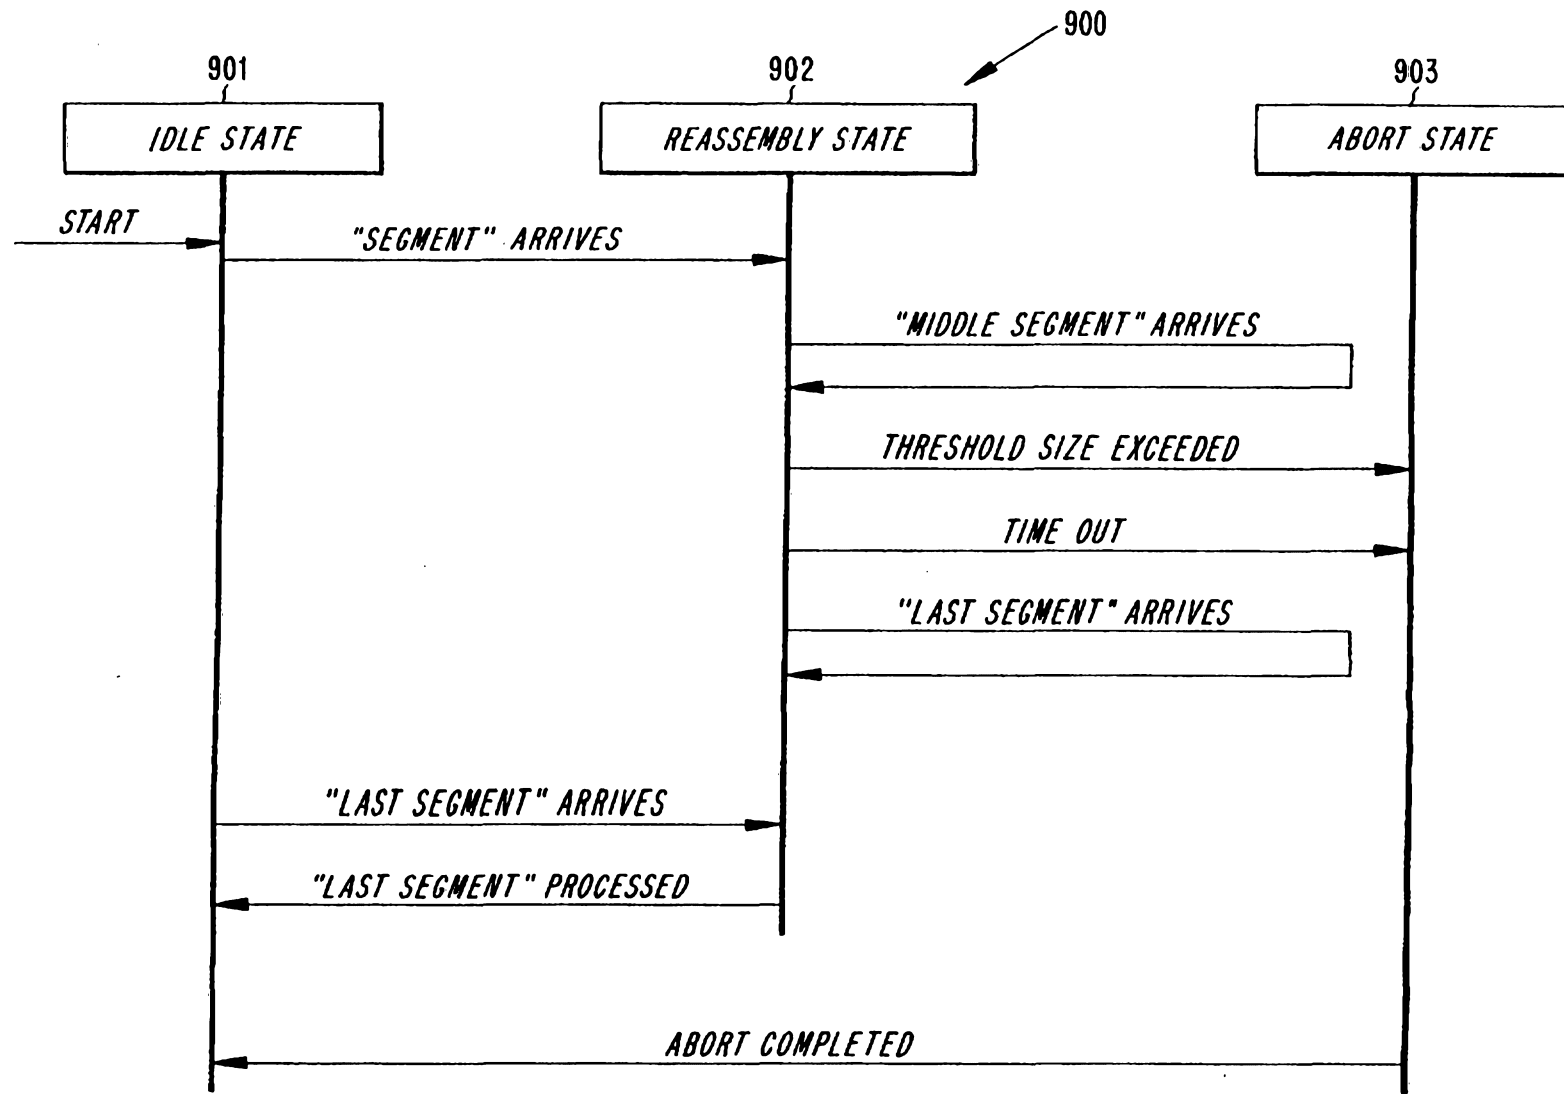 900
901
902
903
IDLE STATE
REASSEMBLY STATE
ABORT STATE
START
"SEGMENT" ARRIVES
"MIDDLE SEGMENT" ARRIVES
THRESHOLD SIZE EXCEEDED
TIME OUT
"LAST SEGMENT" ARRIVES
"LAST SEGMENT" ARRIVES
"LAST SEGMENT" PROCESSED
ABORT COMPLETED